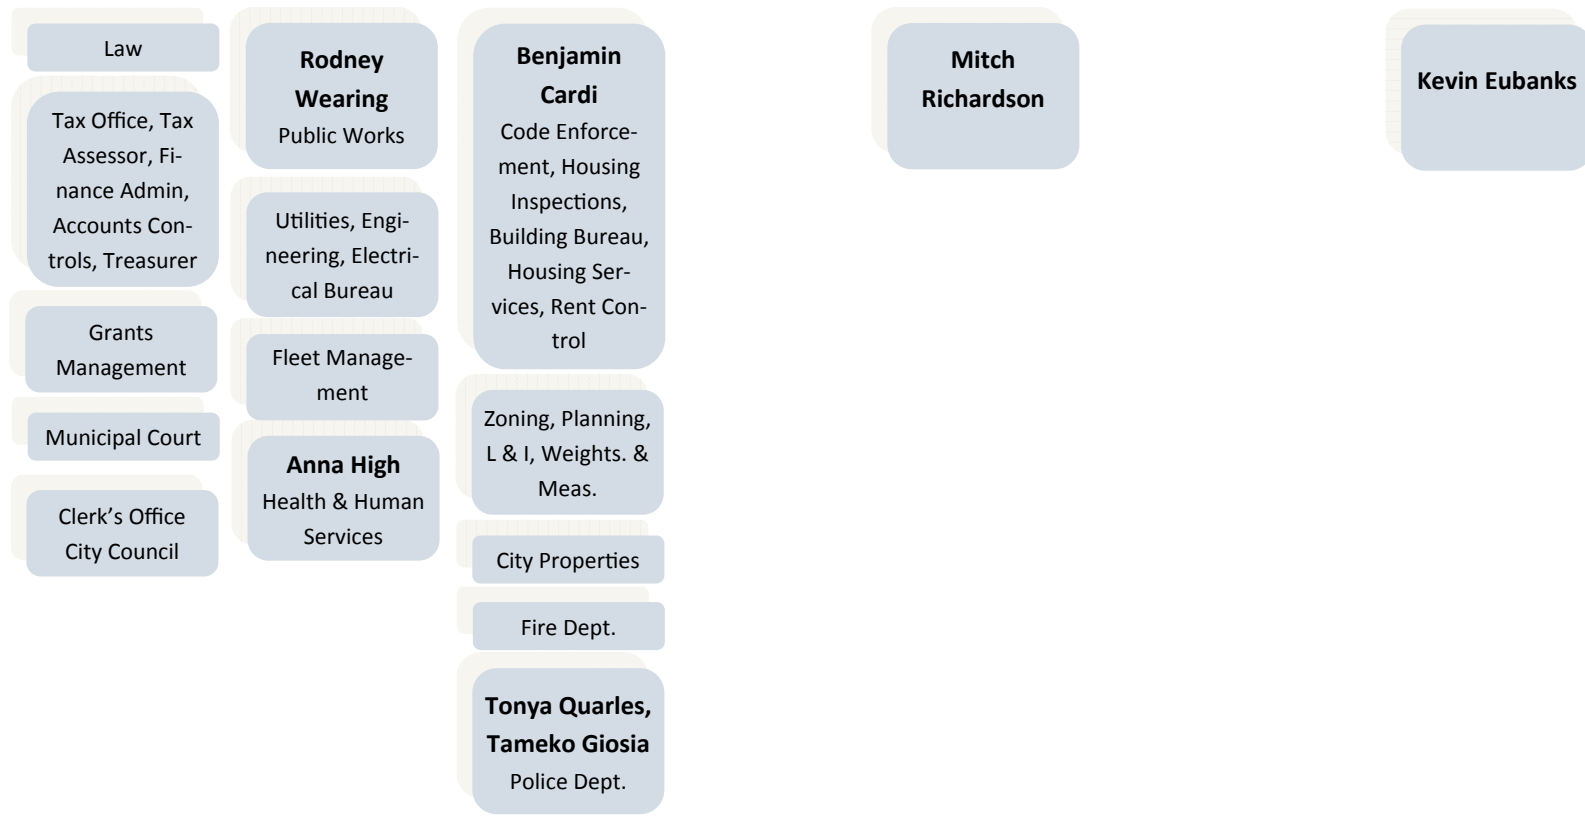 Law
Tax Office, Tax
Assessor, Fi-
nance Admin,
Accounts Con-
trols, Treasurer
Grants
Management
Municipal Court
Clerk’s Office
City Council
Rodney
Wearing
Public Works
Utilities, Engi-
neering, Electri-
cal Bureau
Fleet Manage-
ment
Anna High
Health & Human
Services
Benjamin
Cardi
Code Enforce-
ment, Housing
Inspections,
Building Bureau,
Housing Ser-
vices, Rent Con-
trol
Zoning, Planning,
L & I, Weights. &
Meas.
City Properties
Fire Dept.
Tonya Quarles,
Tameko Giosia
Police Dept.
Mitch
Richardson
Kevin Eubanks